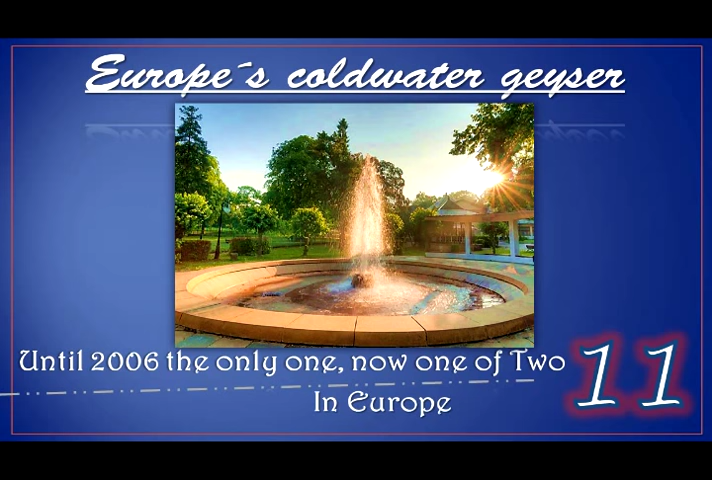 Europe´s coldwater geyser
Until 2006 the only one, now one of Two
In Europe
11